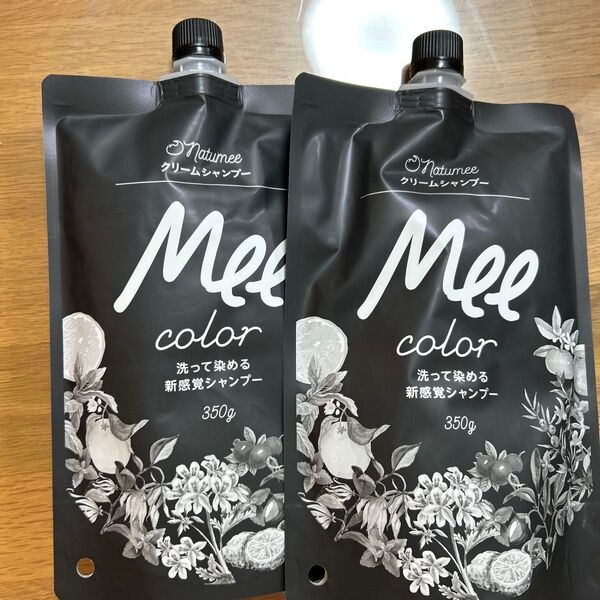 Natumee
クリームシャンプー
Mee
color
洗って染める
新感覚シャンプー
350g
Natumee
クリームシャンプー
Mee
color
洗って染める
新感覚シャンプー
350g